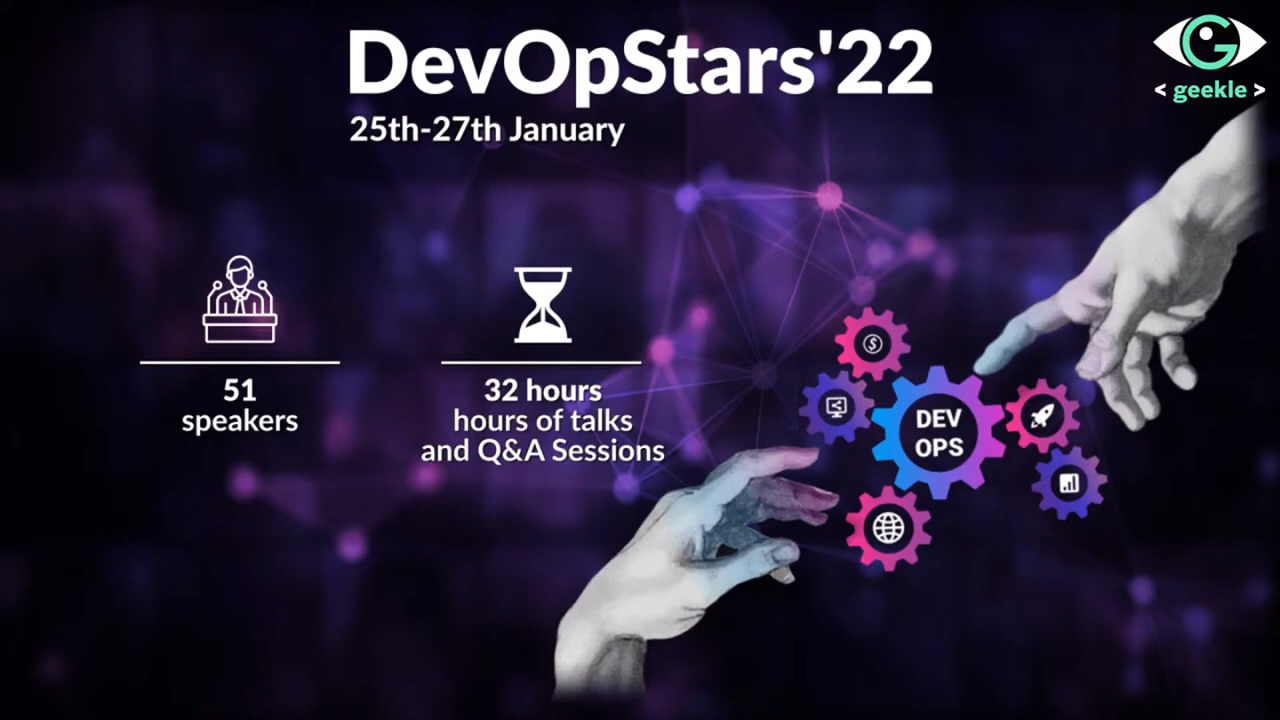 DevOpStars'22
25th-27th January
< geekle >
51
speakers
32 hours
hours of talks
and Q&A Sessions
DEV
OPS